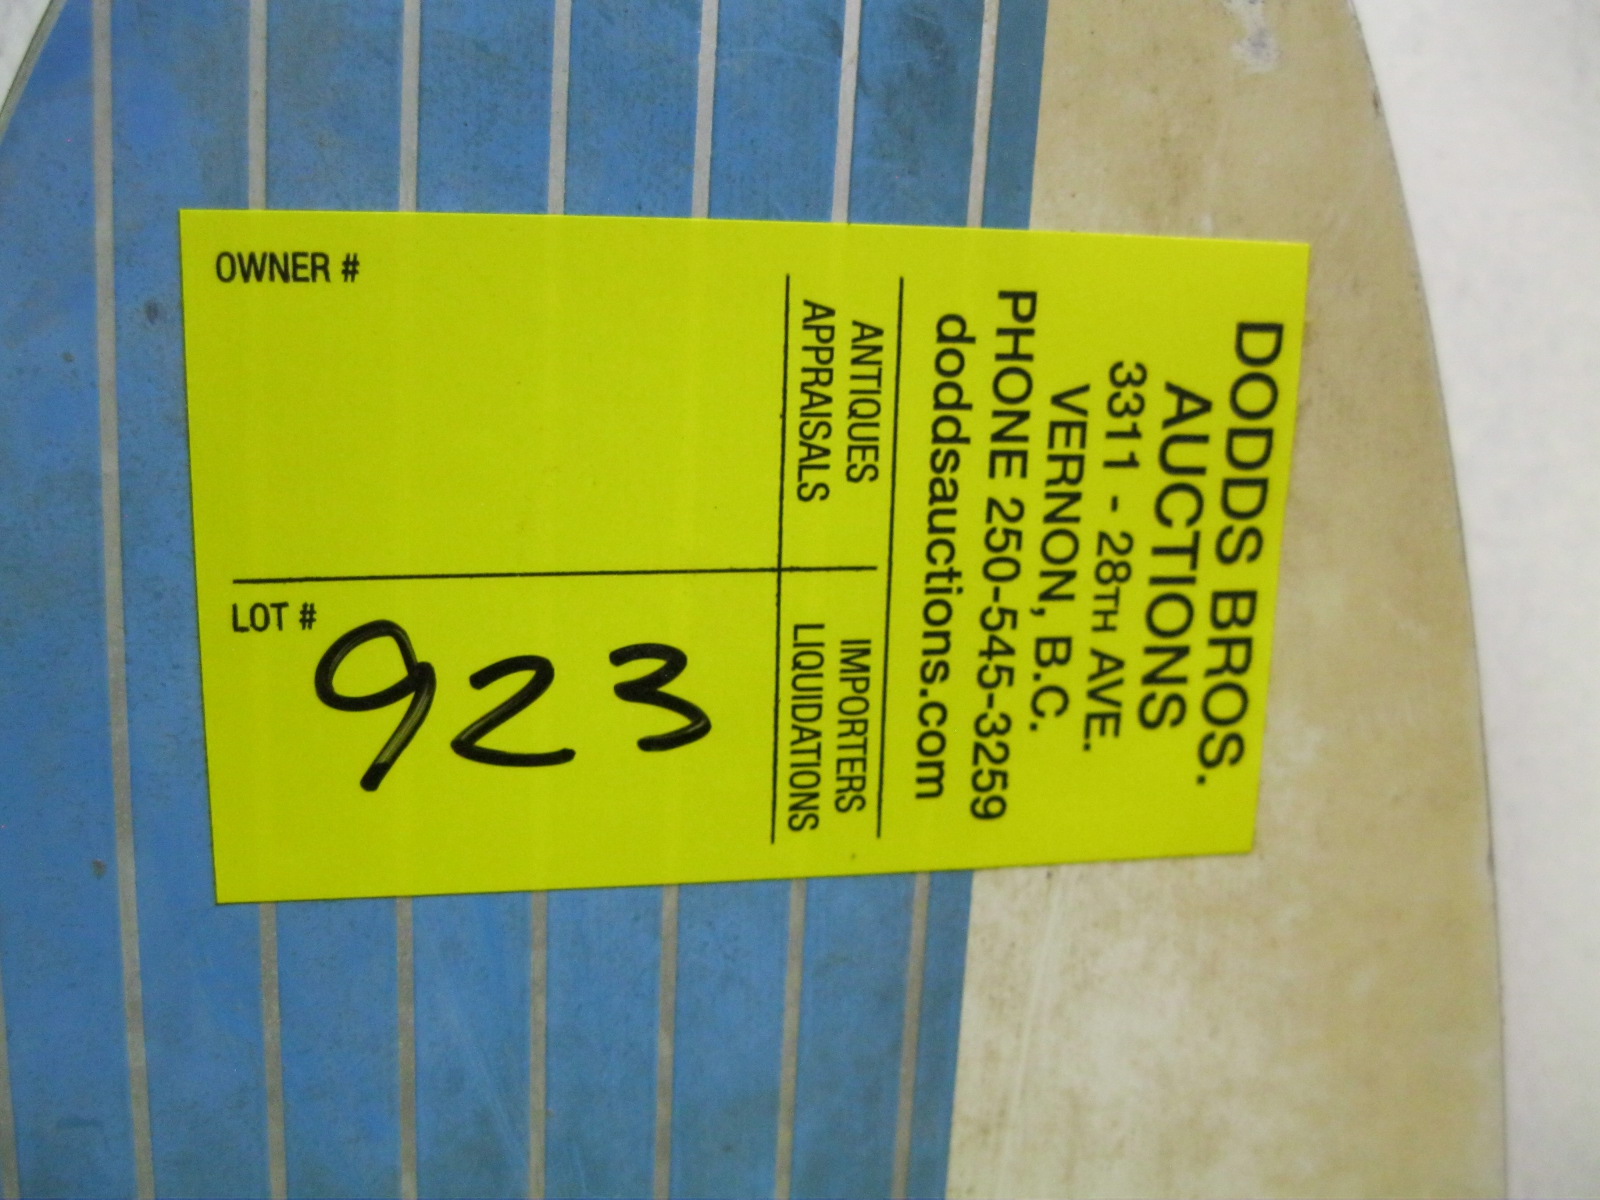 DODDS BROS.
AUCTIONS
3311 - 28TH AVE.
VERNON, B.C.
PHONE 250-545-3259
doddsauctions.com
ANTIQUES
APPRAISALS
IMPORTERS
LIQUIDATIONS
OWNER #
LOT # 923